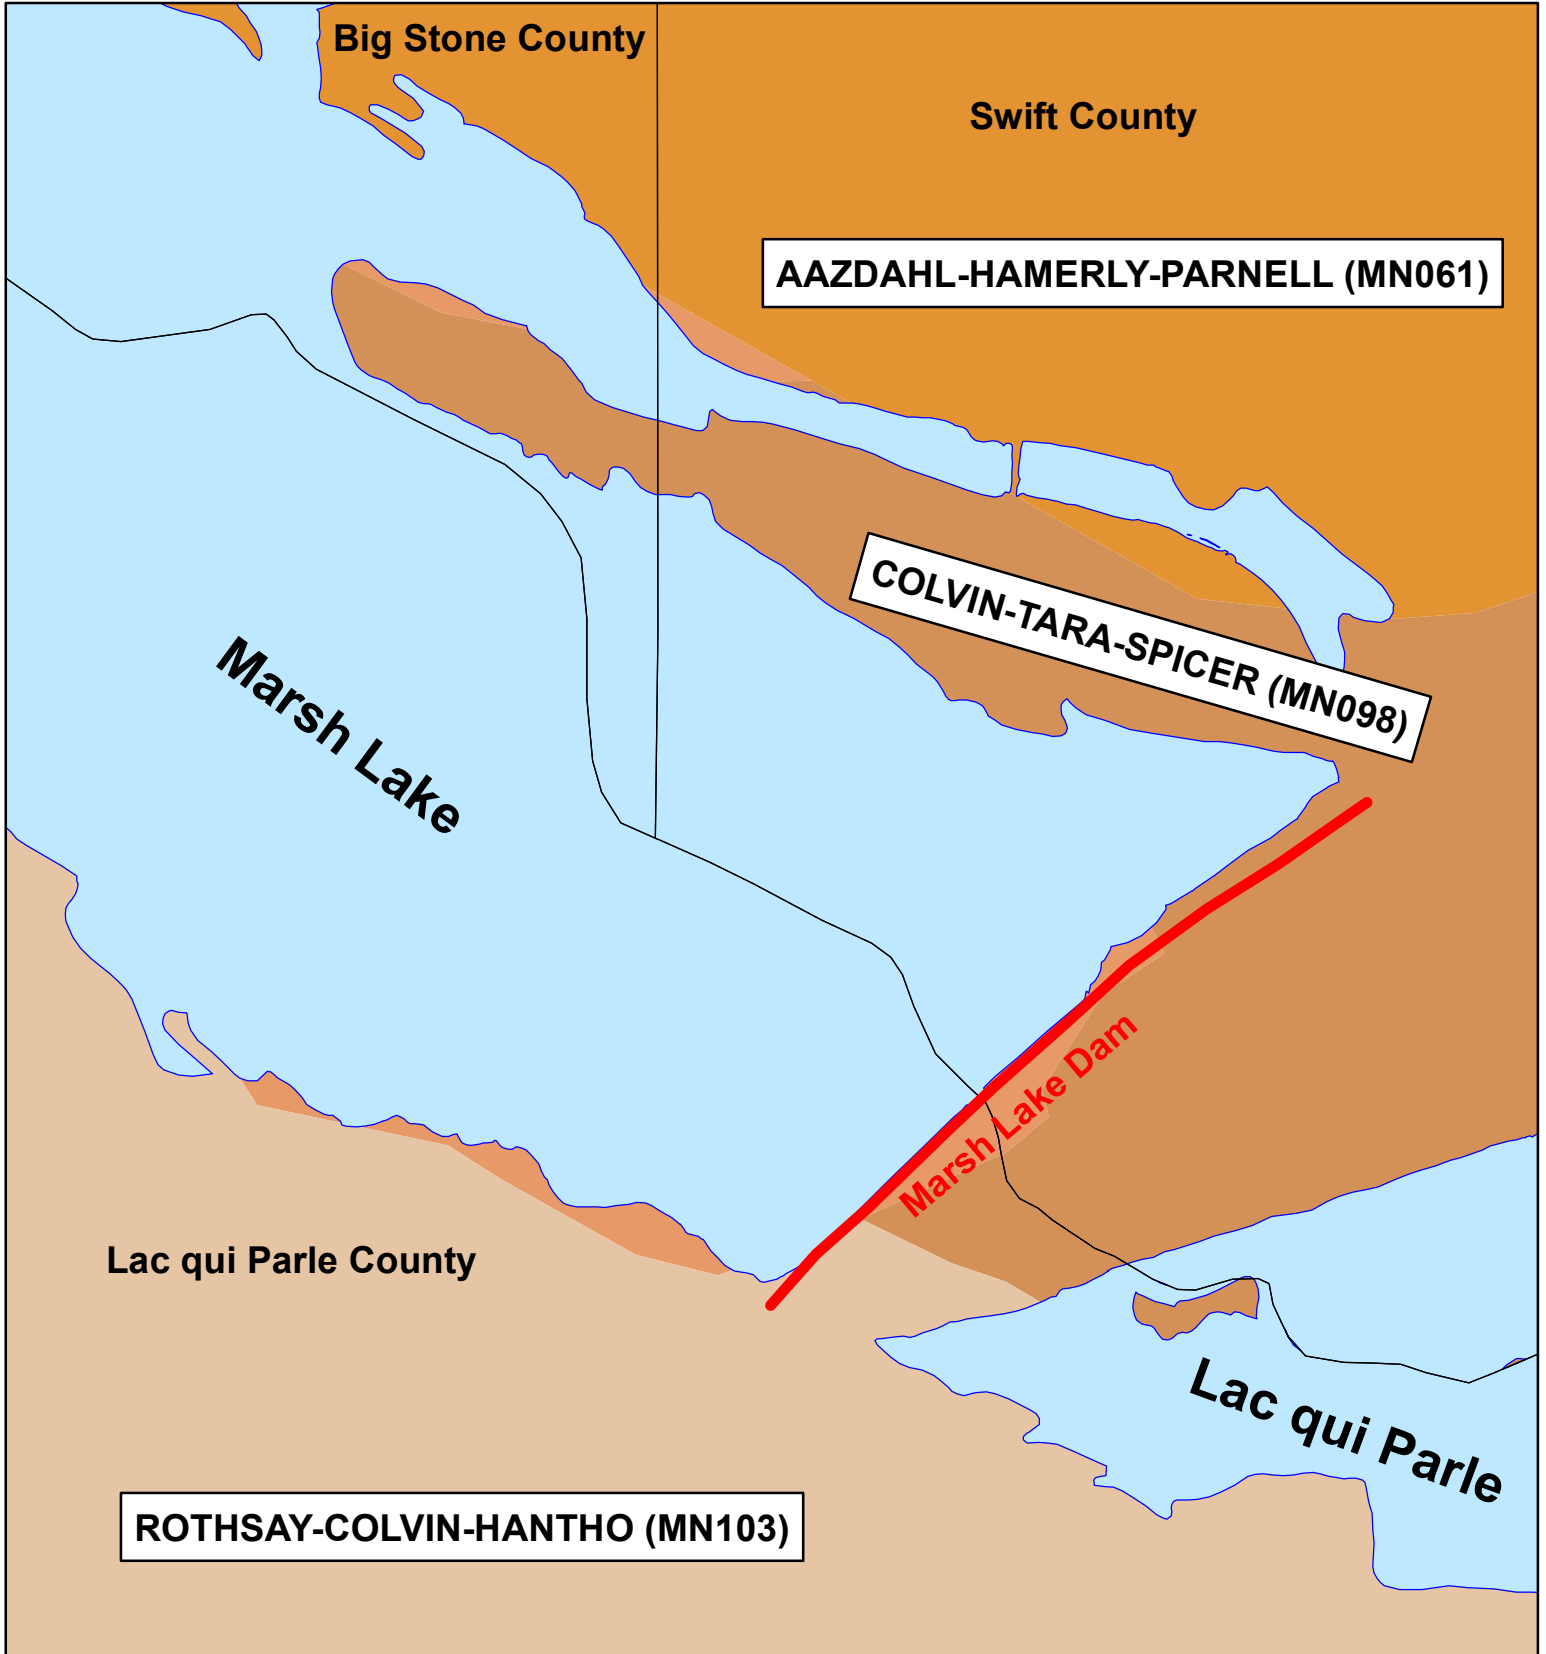 Big Stone County
Swift County
AAZDAHL-HAMERLY-PARNELL (MN061)
COLVIN-TARA-SPICER (MN098)
Marsh Lake
Marsh Lake Dam
Lac qui Parle County
Lac qui Parle
ROTHSAY-COLVIN-HANTHO (MN103)